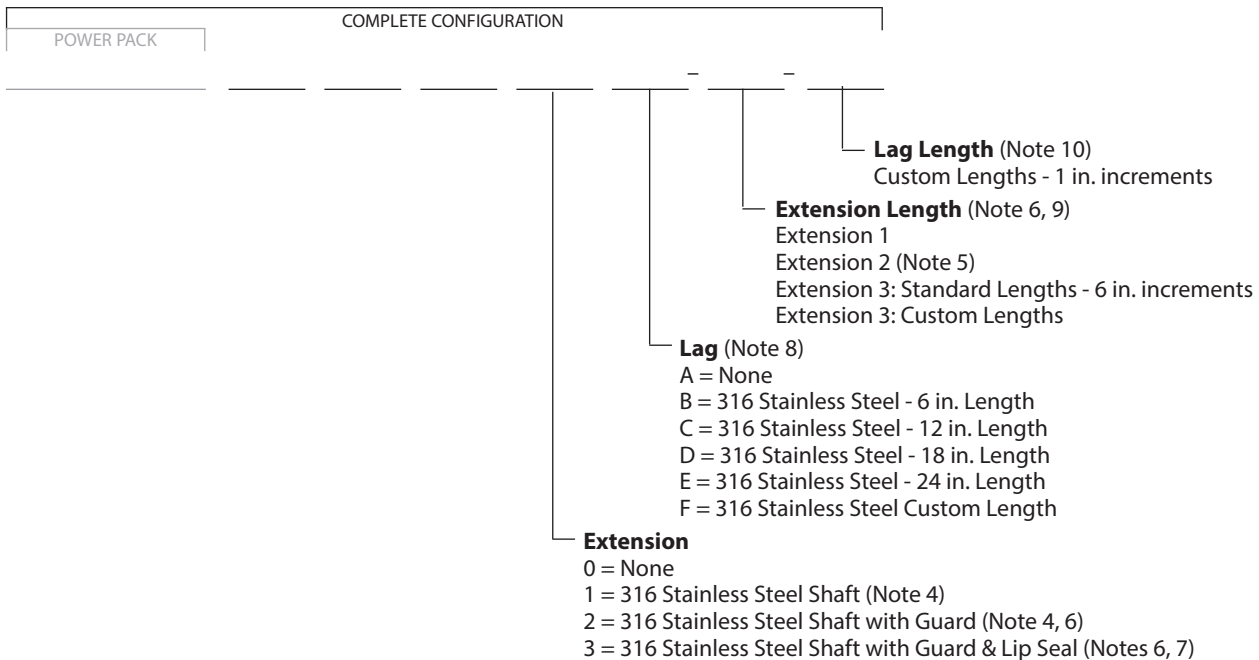 COMPLETE CONFIGURATION
POWER PACK
– –
Lag Length (Note 10)
Custom Lengths - 1 in. increments
Extension Length (Note 6, 9)
Extension 1
Extension 2 (Note 5)
Extension 3: Standard Lengths - 6 in. increments
Extension 3: Custom Lengths
Lag (Note 8)
A = None
B = 316 Stainless Steel - 6 in. Length
C = 316 Stainless Steel - 12 in. Length
D = 316 Stainless Steel - 18 in. Length
E = 316 Stainless Steel - 24 in. Length
F = 316 Stainless Steel Custom Length
Extension
0 = None
1 = 316 Stainless Steel Shaft (Note 4)
2 = 316 Stainless Steel Shaft with Guard (Note 4, 6)
3 = 316 Stainless Steel Shaft with Guard & Lip Seal (Notes 6, 7)